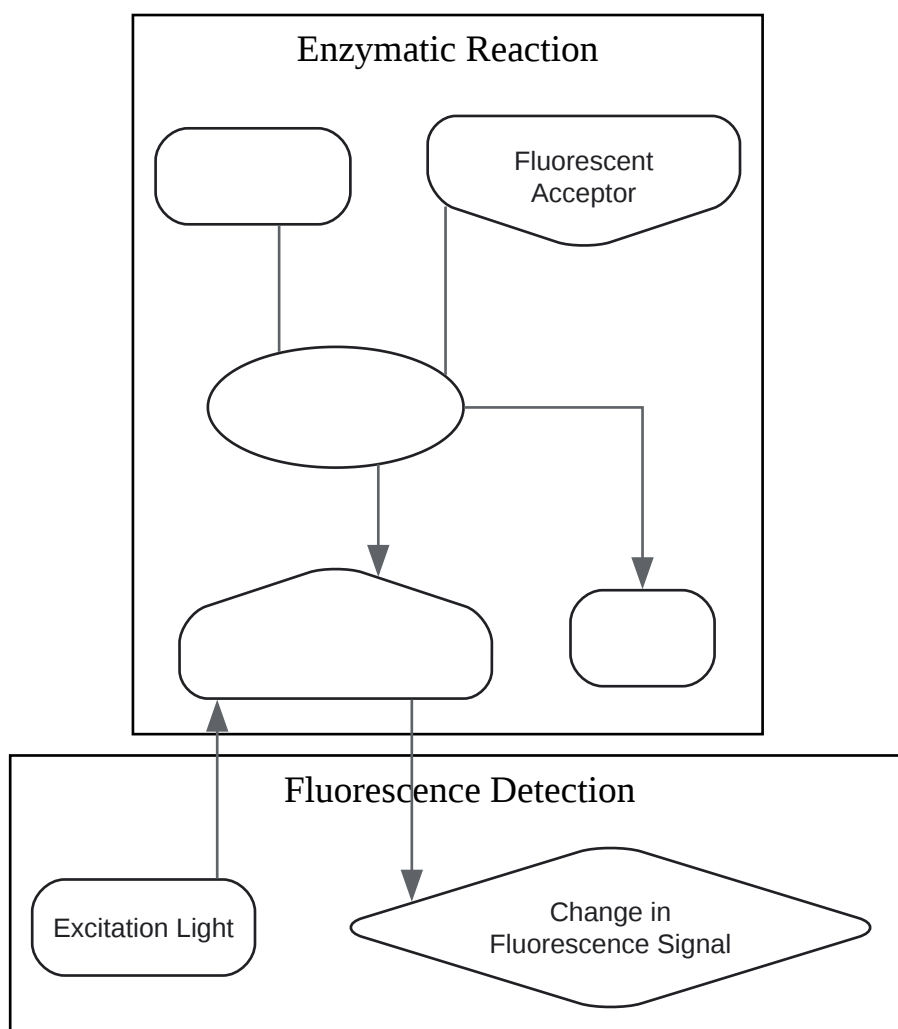 Enzymatic Reaction
Fluorescent
Acceptor
Fluorescence Detection
Excitation Light
Change in
Fluorescence Signal